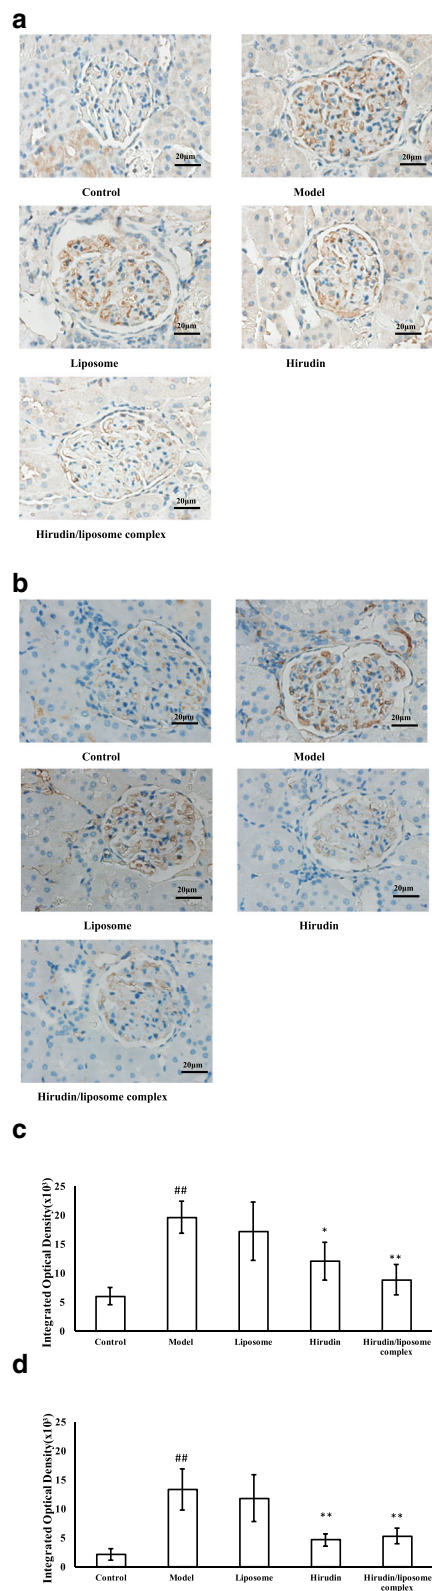 a
20μm
20μm
Control
Model
20μm
20μm
Liposome
Hirudin
20μm
Hirudin/liposome complex
b
20μm
20μm
Control
Model
20μm
20μm
Liposome
Hirudin
20μm
Hirudin/liposome complex
c
Integrated Optical Density(x10³)
25
20
15
10
5
0
##
*
**
Control
Model
Liposome
Hirudin
Hirudin/liposome
complex
d
Integrated Optical Density(x10³)
25
20
15
10
5
0
##
**
**
Control
Model
Liposome
Hirudin
Hirudin/liposome
complex